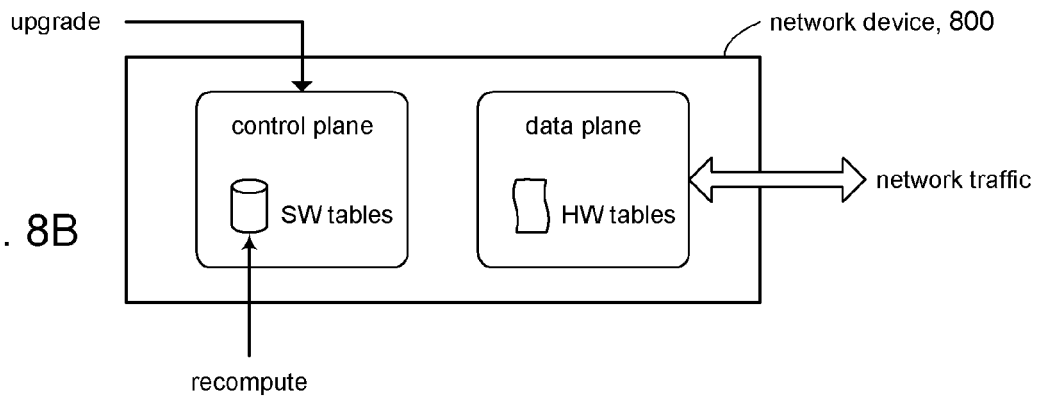 upgrade
network device, 800
control plane
data plane
SW tables
HW tables
network traffic
. 8B
recompute